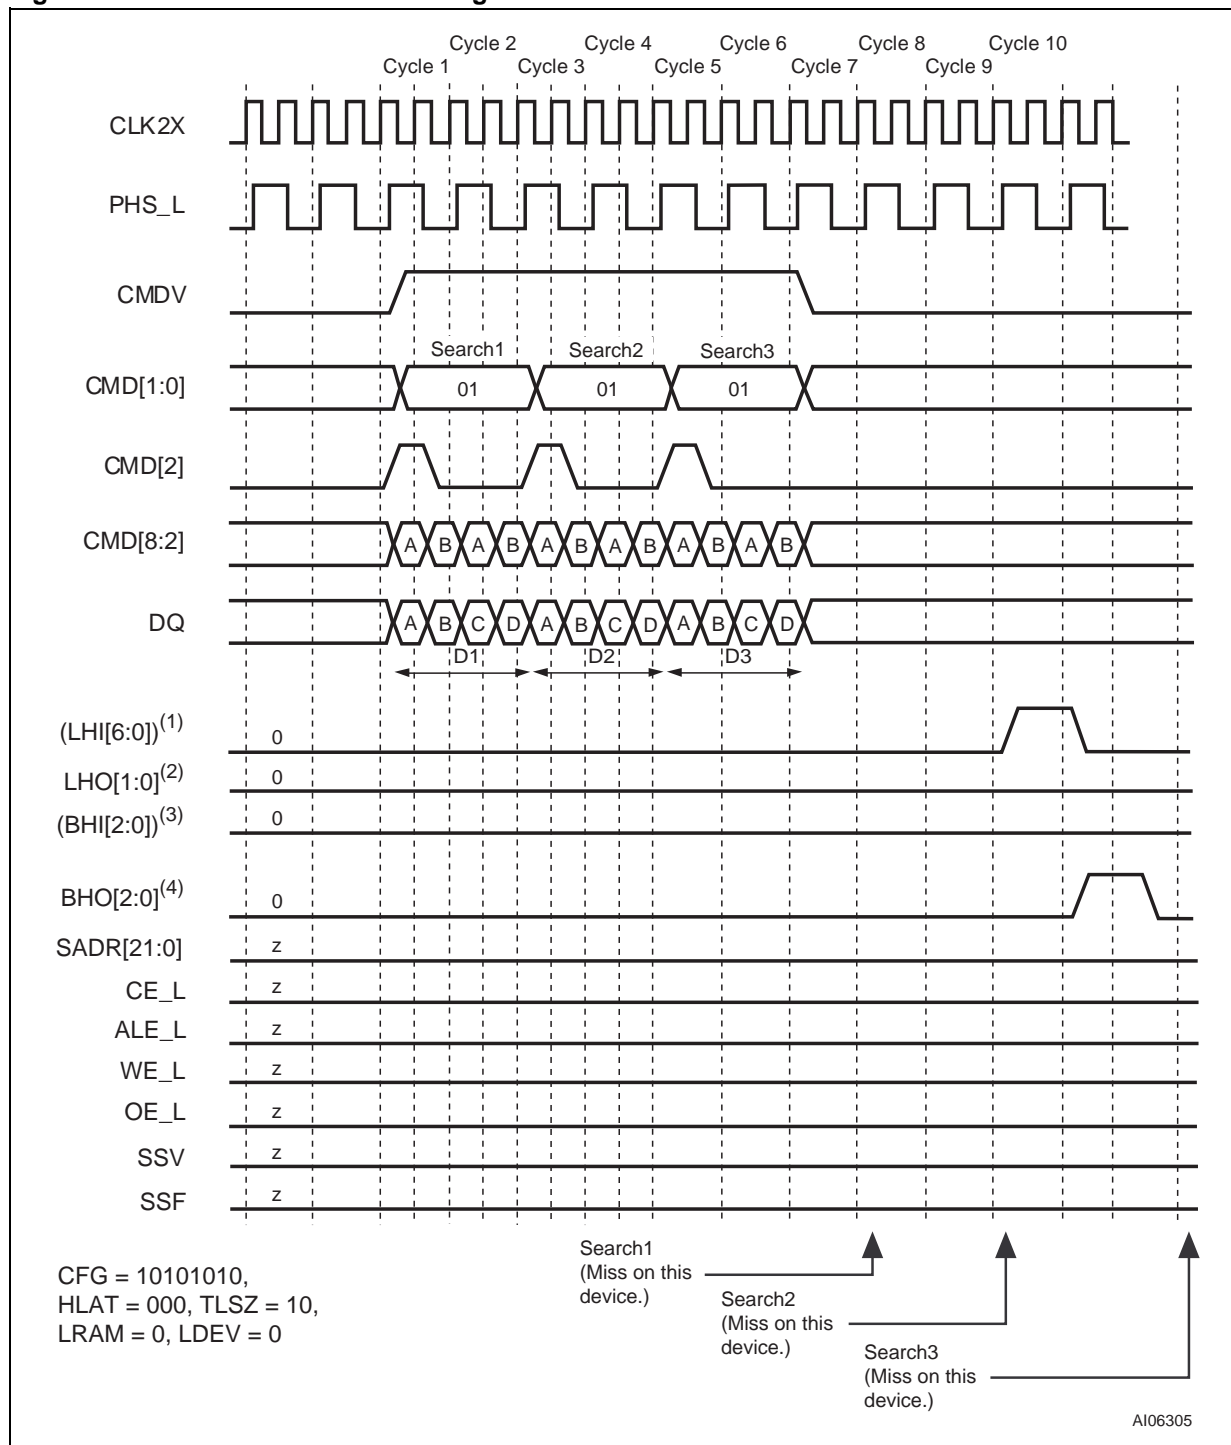 Cycle 2 Cycle 4 Cycle 6 Cycle 8 Cycle 10
Cycle 1 Cycle 3 Cycle 5 Cycle 7 Cycle 9
CLK2X
PHS_L
CMDV
Search1 Search2 Search3
CMD[1:0] 01 01 01
CMD[2]
CMD[8:2] A B A B A B A B A B A B
DQ A B C D A B C D A B C D
D1 D2 D3
(LHI[6:0])(1) 0
LHO[1:0](2) 0
(BHI[2:0])(3) 0
BHO[2:0](4) 0
SADR[21:0] z
CE_L z
ALE_L z
WE_L z
OE_L z
SSV z
SSF z
CFG = 10101010,
HLAT = 000, TLSZ = 10,
LRAM = 0, LDEV = 0
Search1
(Miss on this
device.)
Search2
(Miss on this
device.)
Search3
(Miss on this
device.)
AI06305